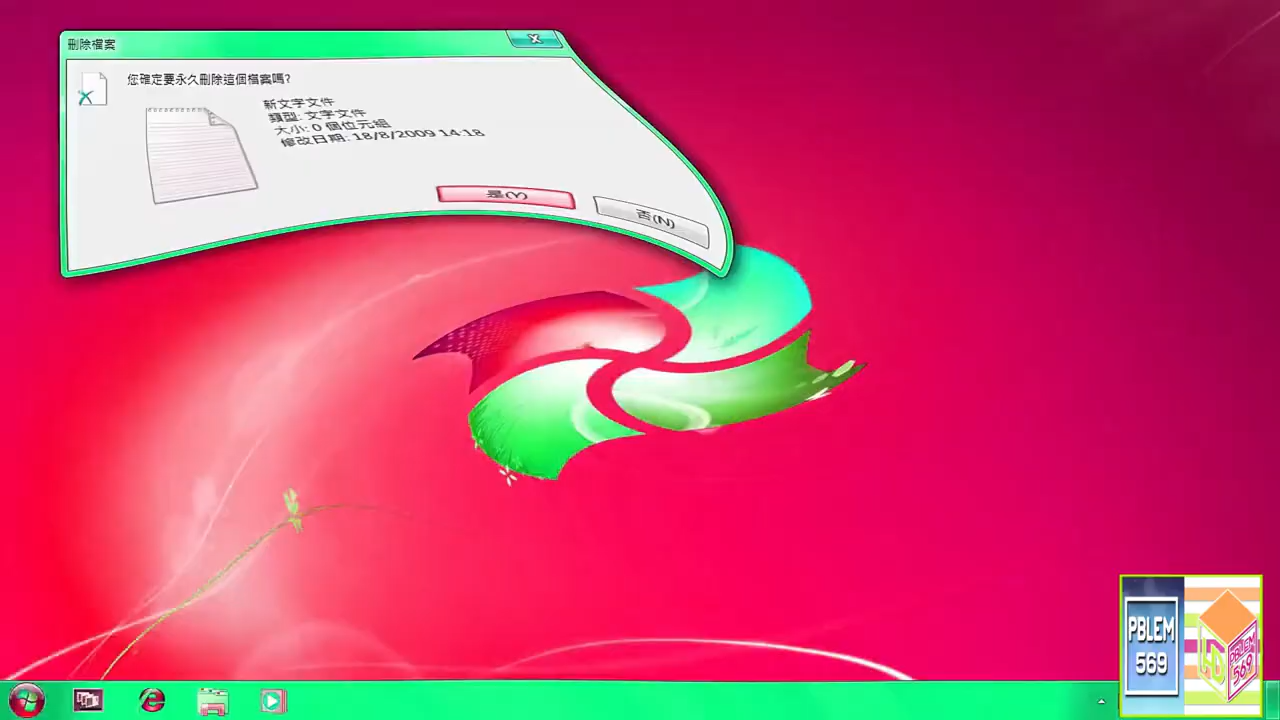 刪除檔案
您確定要永久刪除這個檔案嗎?
新文字文件
類型: 文字文件
大小: 0 個位元組
修改日期: 18/8/2009 14:18
是(Y)
否(N)
PBLEM
569
PBLEM
569